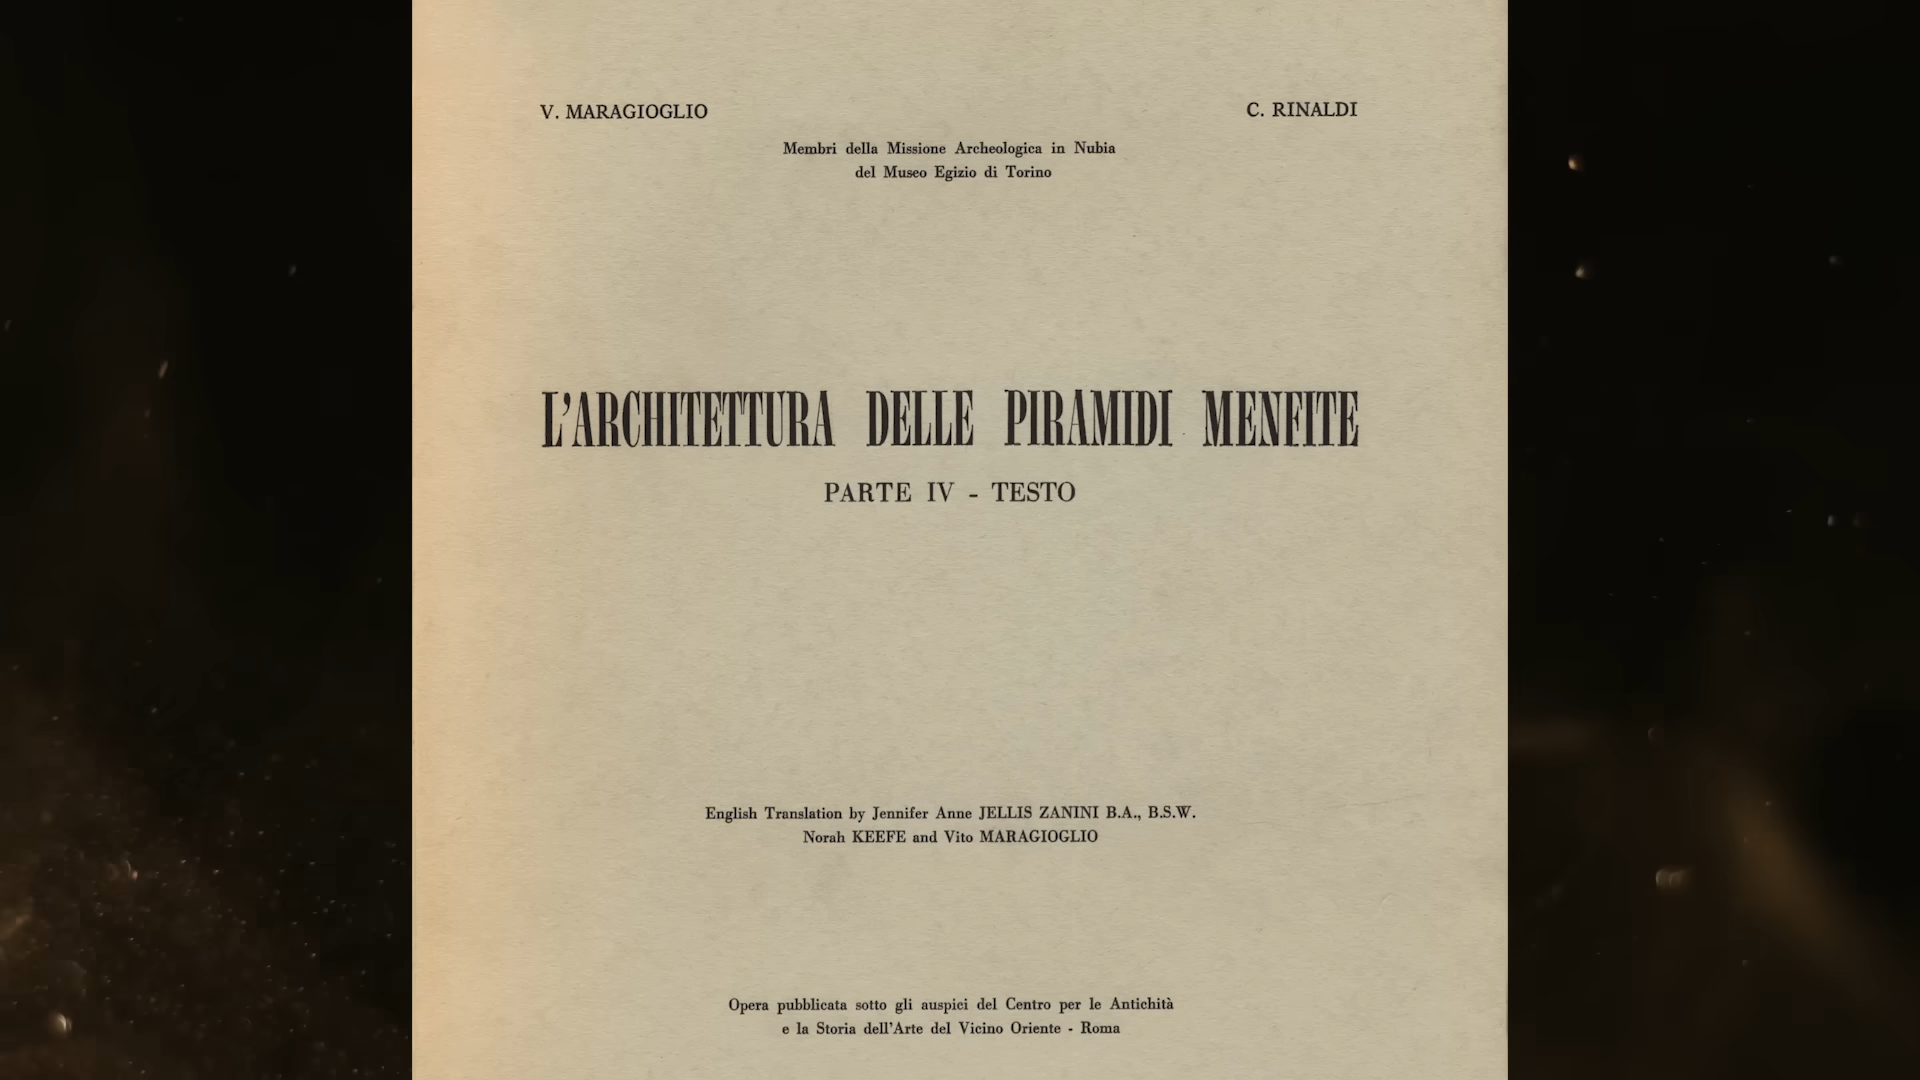 V. MARAGIOGLIO
C. RINALDI
Membri della Missione Archeologica in Nubia
del Museo Egizio di Torino
L'ARCHITETTURA DELLE PIRAMIDI MENFITE
PARTE IV - TESTO
English Translation by Jennifer Anne JELLIS ZANINI B.A., B.S.W.
Norah KEEFE and Vito MARAGIOGLIO
Opera pubblicata sotto gli auspici del Centro per le Antichità
e la Storia dell'Arte del Vicino Oriente - Roma